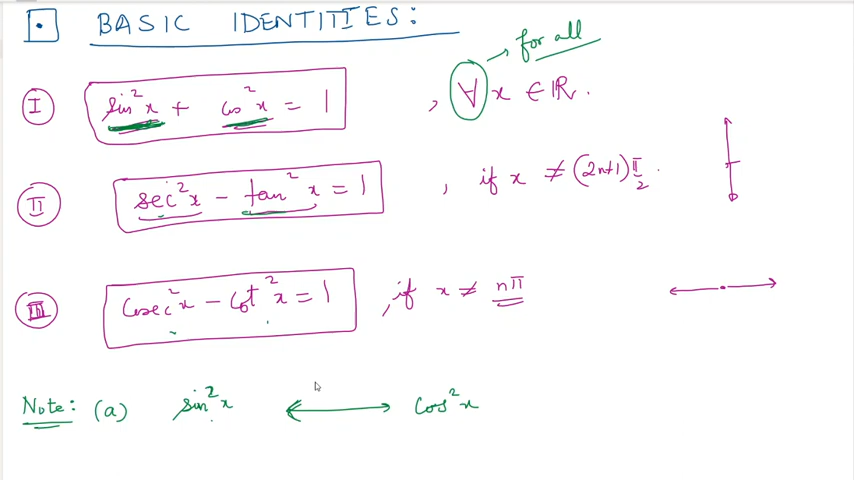 BASIC IDENTITIES:
for all
I sin²x + cos²x = 1 , ∀ x ∈ ℝ.
II sec²x - tan²x = 1 , if x ≠ (2n+1)π/2.
III cosec²x - cot²x = 1 , if x ≠ nπ
Note: (a) sin²x ↔ cos²x